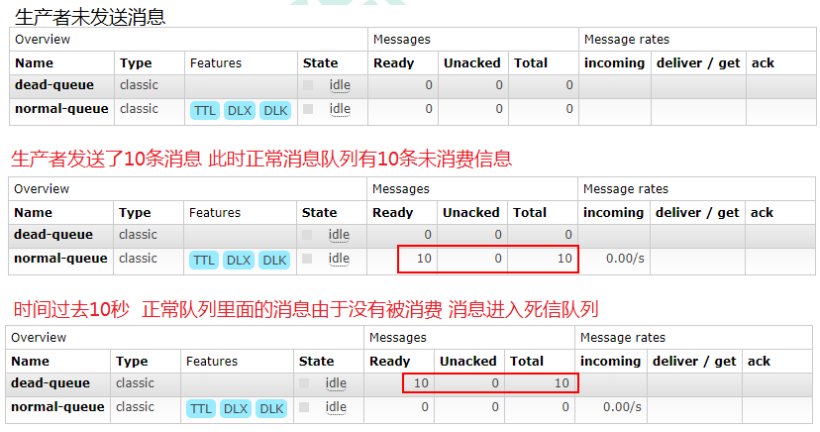 生产者未发送消息
Overview Messages Message rates
Name Type Features State Ready Unacked Total incoming deliver / get ack
dead-queue classic idle 0 0 0
normal-queue classic TTL DLX DLK idle 0 0 0
生产者发送了10条消息 此时正常消息队列有10条未消费信息
Overview Messages Message rates
Name Type Features State Ready Unacked Total incoming deliver / get ack
dead-queue classic idle 0 0 0
normal-queue classic TTL DLX DLK idle 10 0 10 0.00/s
时间过去10秒 正常队列里面的消息由于没有被消费 消息进入死信队列
Overview Messages Message rates
Name Type Features State Ready Unacked Total incoming deliver / get ack
dead-queue classic idle 10 0 10
normal-queue classic TTL DLX DLK idle 0 0 0 0.00/s